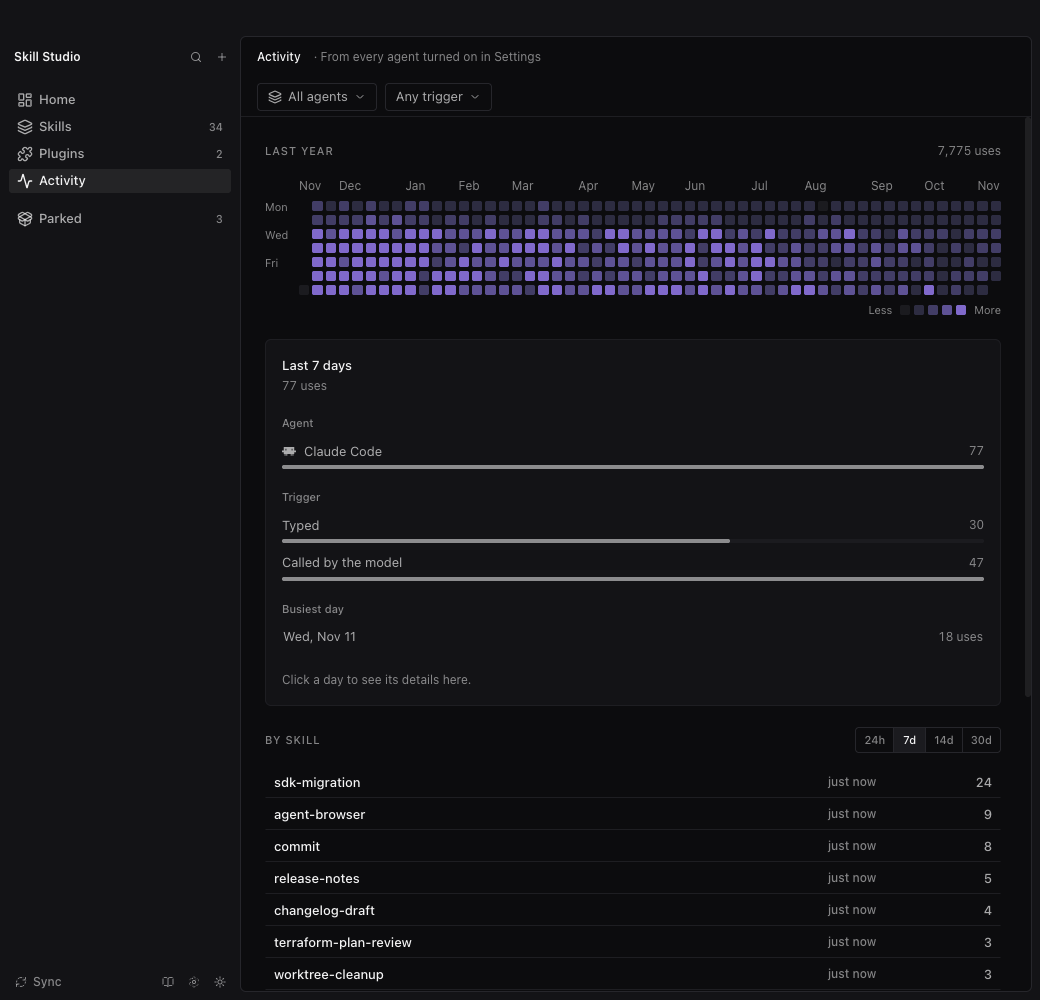 Skill Studio
Home
Skills 34
Plugins 2
Activity
Parked 3
Sync
Activity · From every agent turned on in Settings
All agents Any trigger
LAST YEAR 7,775 uses
Nov Dec Jan Feb Mar Apr May Jun Jul Aug Sep Oct Nov
Mon
Wed
Fri
Less More
Last 7 days
77 uses
Agent
Claude Code 77
Trigger
Typed 30
Called by the model 47
Busiest day
Wed, Nov 11 18 uses
Click a day to see its details here.
BY SKILL 24h 7d 14d 30d
sdk-migration just now 24
agent-browser just now 9
commit just now 8
release-notes just now 5
changelog-draft just now 4
terraform-plan-review just now 3
worktree-cleanup just now 3